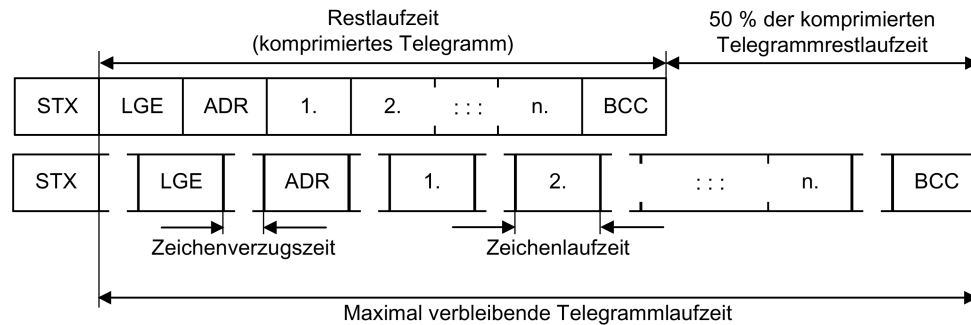 Restlaufzeit
(komprimiertes Telegramm)
50 % der komprimierten
Telegrammrestlaufzeit
STX LGE ADR 1. 2. : : : n. BCC
STX LGE ADR 1. 2. : : : n. BCC
Zeichenverzugszeit Zeichenlaufzeit
Maximal verbleibende Telegrammlaufzeit